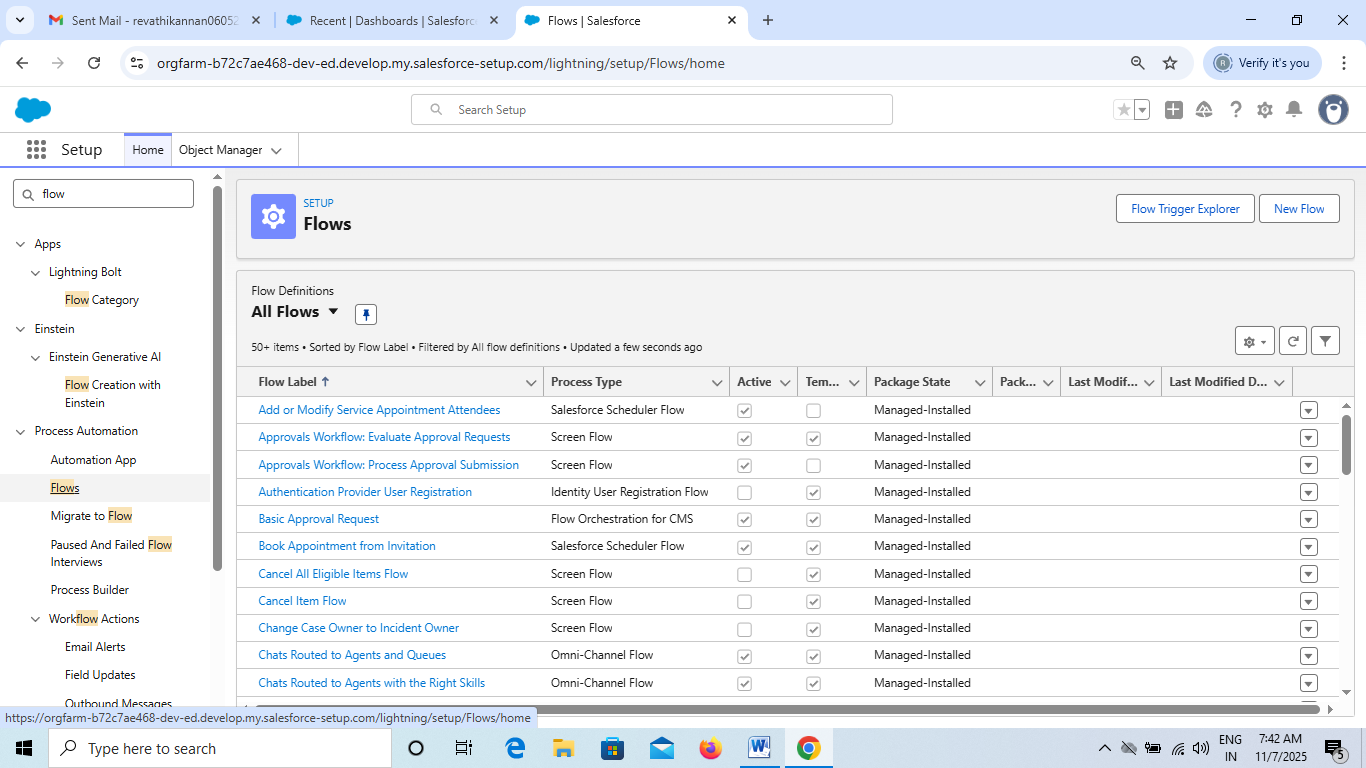 Sent Mail - revathikannan06052
Recent | Dashboards | Salesforce
Flows | Salesforce
orgfarm-b72c7ae468-dev-ed.develop.my.salesforce-setup.com/lightning/setup/Flows/home
R
Verify it's you
Search Setup
Setup
Home
Object Manager
flow
Apps
Lightning Bolt
Flow Category
Einstein
Einstein Generative AI
Flow Creation with
Einstein
Process Automation
Automation App
Flows
Migrate to Flow
Paused And Failed Flow
Interviews
Process Builder
Workflow Actions
Email Alerts
Field Updates
Outbound Messages
SETUP
Flows
Flow Trigger Explorer
New Flow
Flow Definitions
All Flows
50+ items • Sorted by Flow Label • Filtered by All flow definitions • Updated a few seconds ago
Flow Label Process Type Active Tem... Package State Pack... Last Modif... Last Modified D...
Add or Modify Service Appointment Attendees Salesforce Scheduler Flow Managed-Installed
Approvals Workflow: Evaluate Approval Requests Screen Flow Managed-Installed
Approvals Workflow: Process Approval Submission Screen Flow Managed-Installed
Authentication Provider User Registration Identity User Registration Flow Managed-Installed
Basic Approval Request Flow Orchestration for CMS Managed-Installed
Book Appointment from Invitation Salesforce Scheduler Flow Managed-Installed
Cancel All Eligible Items Flow Screen Flow Managed-Installed
Cancel Item Flow Screen Flow Managed-Installed
Change Case Owner to Incident Owner Screen Flow Managed-Installed
Chats Routed to Agents and Queues Omni-Channel Flow Managed-Installed
Chats Routed to Agents with the Right Skills Omni-Channel Flow Managed-Installed
https://orgfarm-b72c7ae468-dev-ed.develop.my.salesforce-setup.com/lightning/setup/Flows/home
Type here to search
ENG
IN
7:42 AM
11/7/2025
5